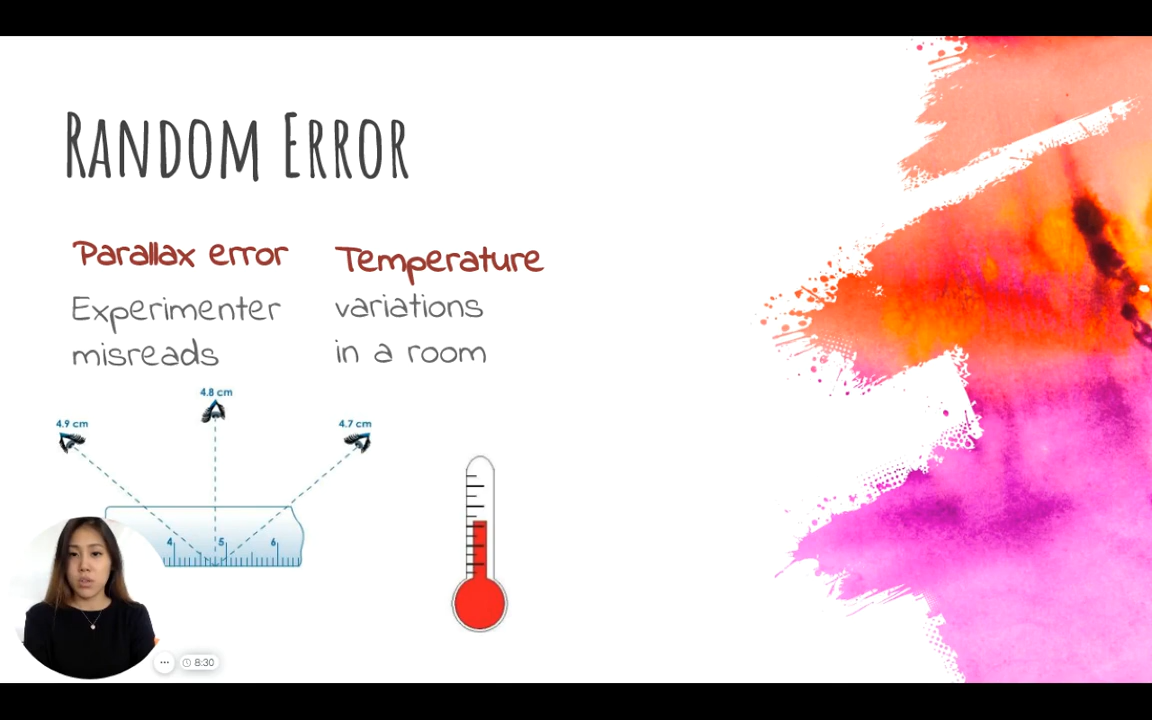 Random Error
Parallax error
Experimenter
misreads
Temperature
variations
in a room
4.8 cm
4.9 cm
4.7 cm
4
5
6
8:30